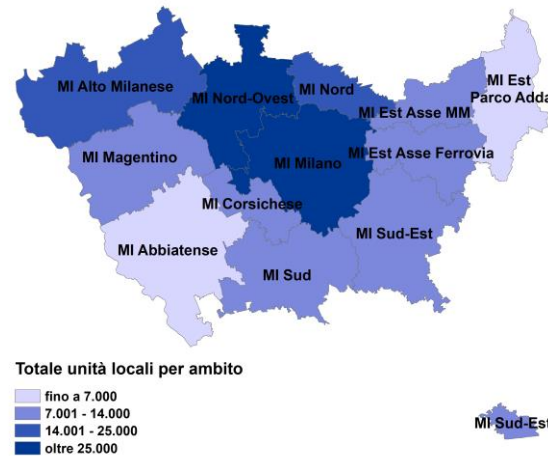 MI Alto Milanese
MI Nord-Ovest
MI Nord
MI Est
Parco Adda
MI Est Asse MM
MI Magentino
MI Milano
MI Est Asse Ferrovia
MI Corsichese
MI Abbiatense
MI Sud-Est
MI Sud
Totale unità locali per ambito
fino a 7.000
7.001 - 14.000
14.001 - 25.000
oltre 25.000
MI Sud-Est